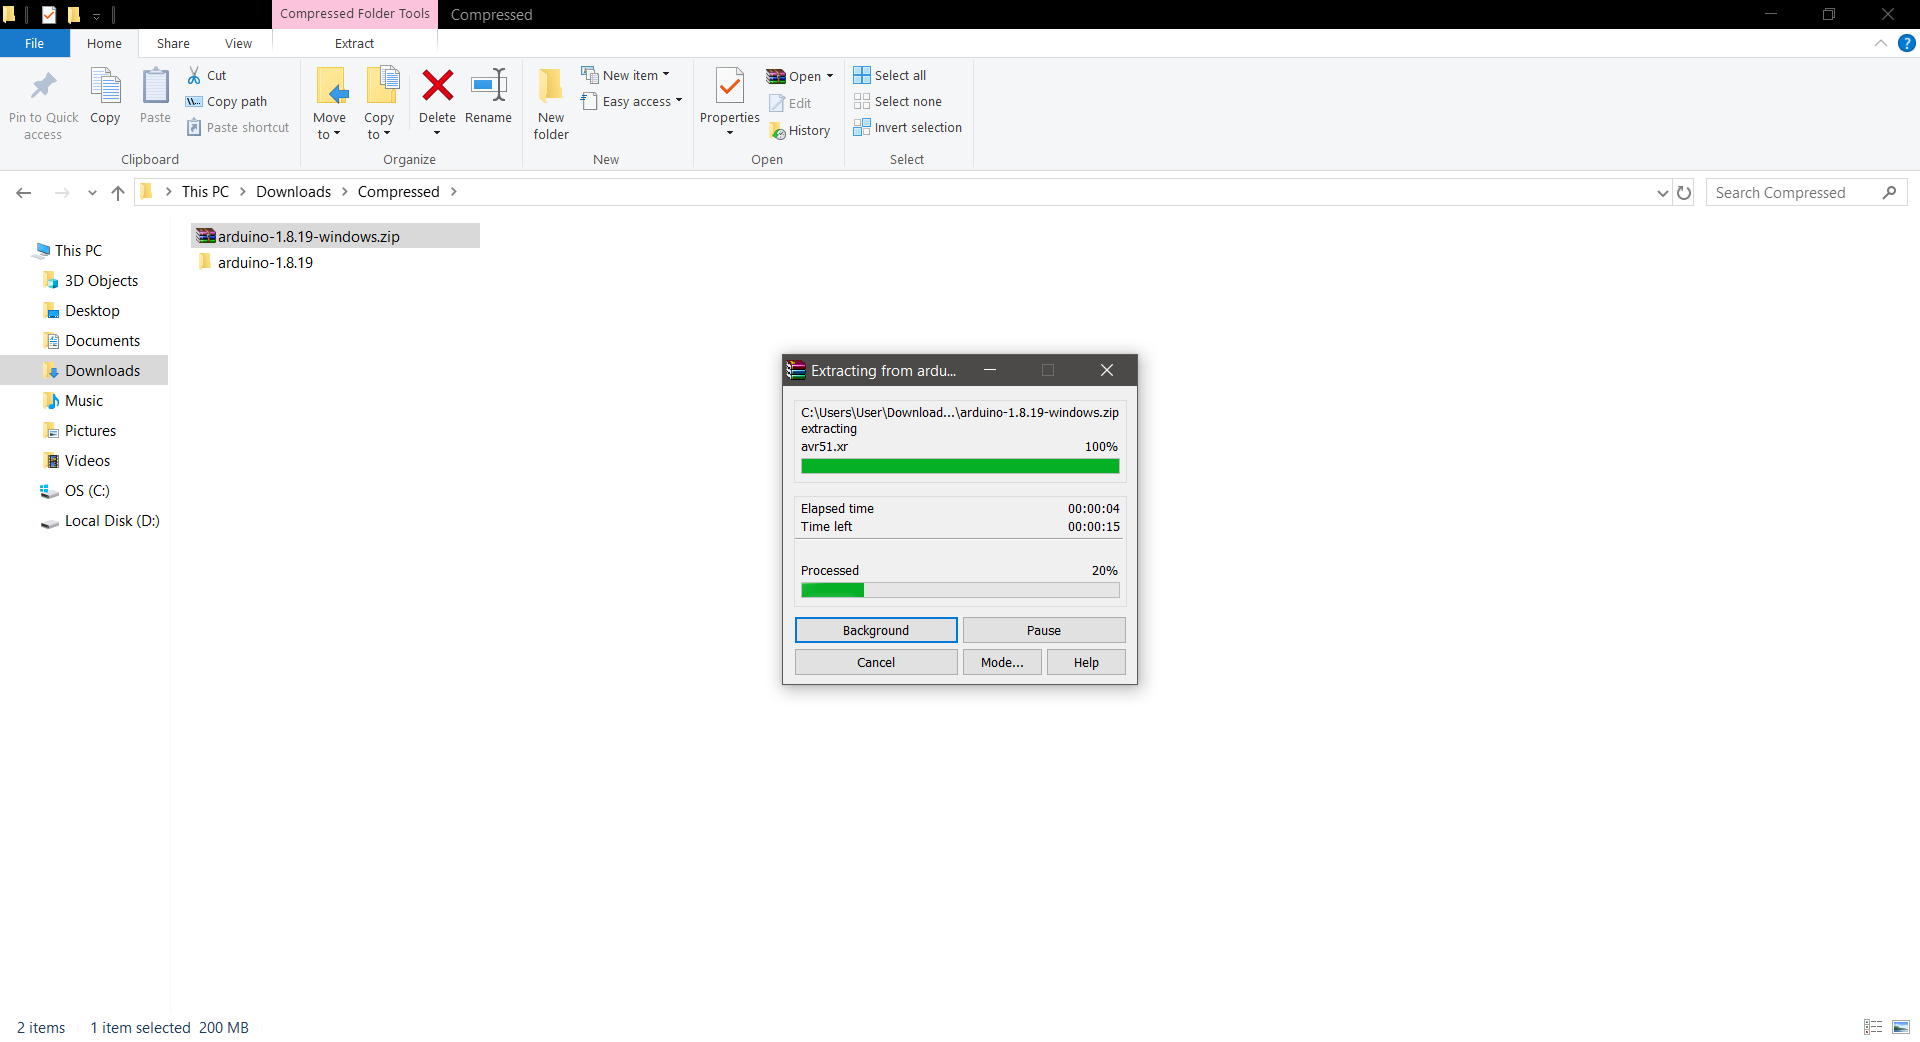 Compressed Folder Tools
Compressed
File
Home
Share
View
Extract
Pin to Quick
access
Copy
Paste
Cut
Copy path
Paste shortcut
Clipboard
Move
to
Copy
to
Delete
Rename
Organize
New
folder
New item
Easy access
New
Properties
Open
Edit
History
Open
Select all
Select none
Invert selection
Select
This PC > Downloads > Compressed >
Search Compressed
This PC
3D Objects
Desktop
Documents
Downloads
Music
Pictures
Videos
OS (C:)
Local Disk (D:)
arduino-1.8.19-windows.zip
arduino-1.8.19
Extracting from ardu...
C:\Users\User\Download...\arduino-1.8.19-windows.zip
extracting
avr51.xr 100%
Elapsed time 00:00:04
Time left 00:00:15
Processed 20%
Background Pause
Cancel Mode... Help
2 items 1 item selected 200 MB